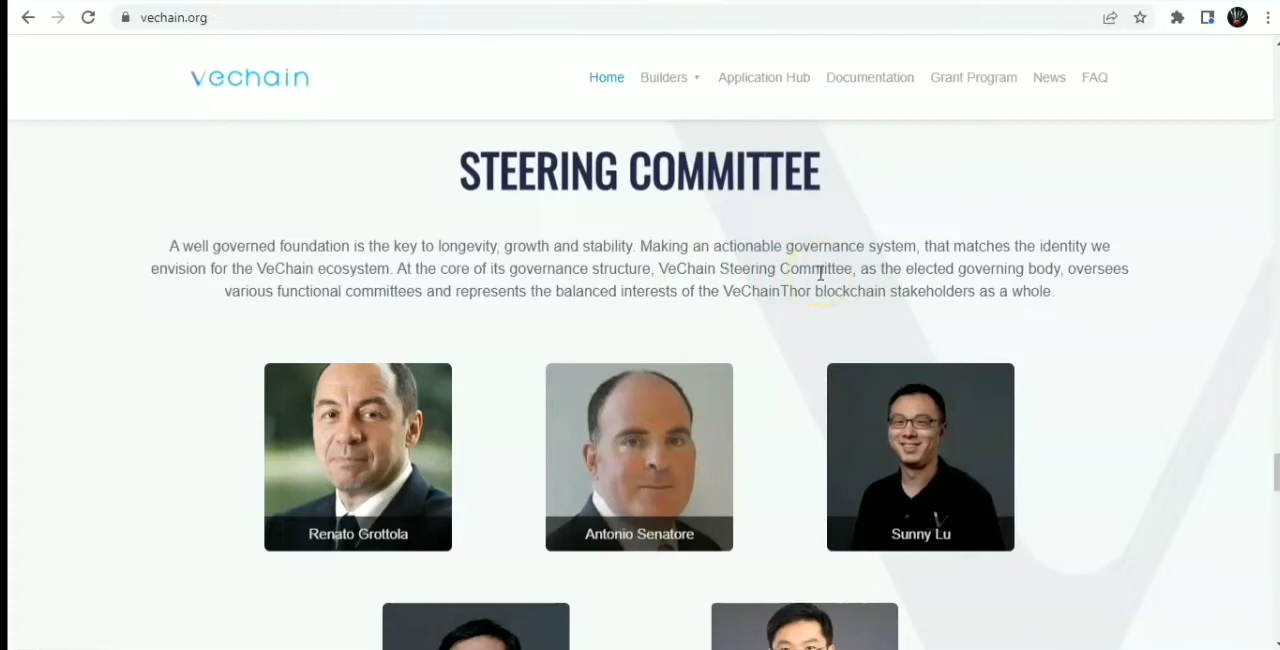 vechain.org
vechain
Home Builders Application Hub Documentation Grant Program News FAQ
STEERING COMMITTEE
A well governed foundation is the key to longevity, growth and stability. Making an actionable governance system, that matches the identity we
envision for the VeChain ecosystem. At the core of its governance structure, VeChain Steering Committee, as the elected governing body, oversees
various functional committees and represents the balanced interests of the VeChainThor blockchain stakeholders as a whole.
Renato Grottola
Antonio Senatore
Sunny Lu